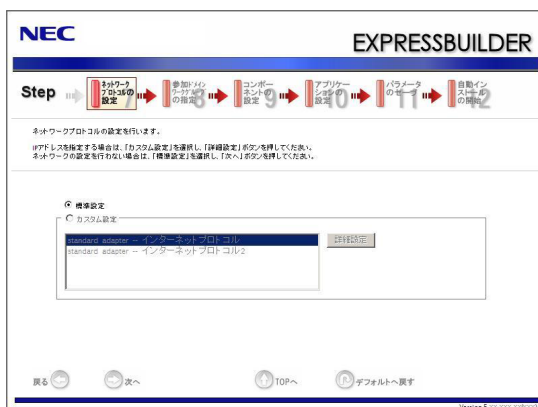 NEC
EXPRESSBUILDER
Step
ネットワークプロトコルの設定 7
参加ドメイン・ワークグループの指定 8
コンポーネントの設定 9
アプリケーションの設定 10
パラメータのセーブ 11
自動インストールの開始 12
ネットワークプロトコルの設定を行います。
IPアドレスを指定する場合は、「カスタム設定」を選択し、「詳細設定」ボタンを押してください。
ネットワークの設定を行わない場合は、「標準設定」を選択し、「次へ」ボタンを押してください。
標準設定
カスタム設定
standard adapter -- インターネットプロトコル
詳細設定
standard adapter -- インターネットプロトコル2
戻る
次へ
TOPへ
デフォルトへ戻す
Version 5